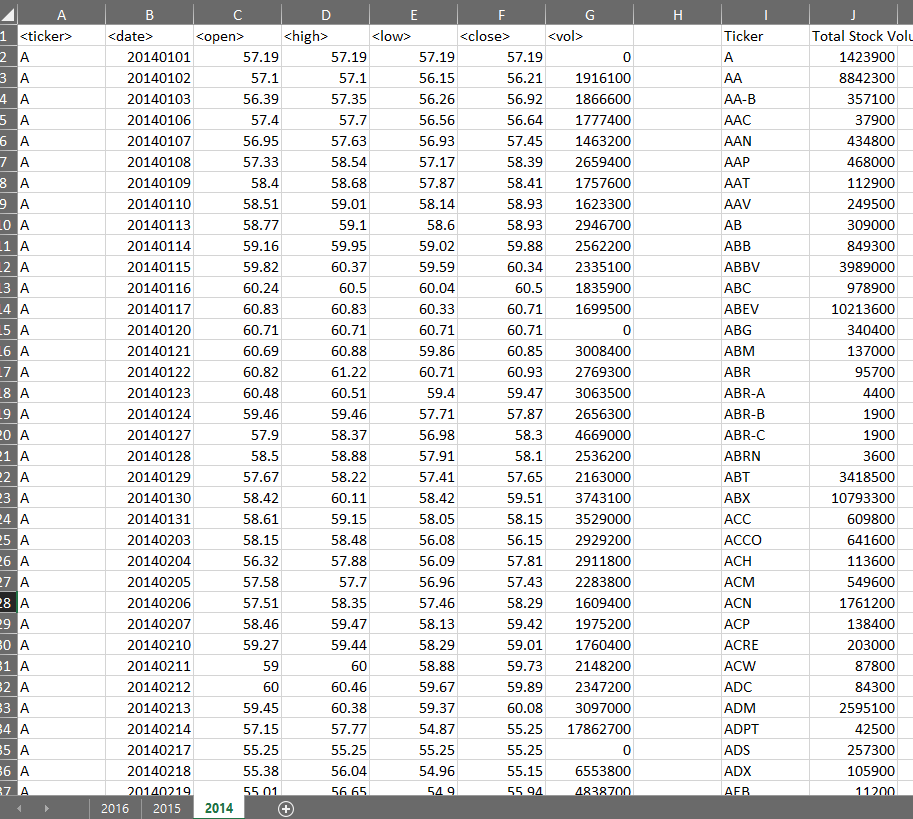 A B C D E F G H I J
1 <ticker> <date> <open> <high> <low> <close> <vol> Ticker Total Stock Volu
2 A 20140101 57.19 57.19 57.19 57.19 0 A 1423900
3 A 20140102 57.1 57.1 56.15 56.21 1916100 AA 8842300
4 A 20140103 56.39 57.35 56.26 56.92 1866600 AA-B 357100
5 A 20140106 57.4 57.7 56.56 56.64 1777400 AAC 37900
6 A 20140107 56.95 57.63 56.93 57.45 1463200 AAN 434800
7 A 20140108 57.33 58.54 57.17 58.39 2659400 AAP 468000
8 A 20140109 58.4 58.68 57.87 58.41 1757600 AAT 112900
9 A 20140110 58.51 59.01 58.14 58.93 1623300 AAV 249500
10 A 20140113 58.77 59.1 58.6 58.93 2946700 AB 309000
11 A 20140114 59.16 59.95 59.02 59.88 2562200 ABB 849300
12 A 20140115 59.82 60.37 59.59 60.34 2335100 ABBV 3989000
13 A 20140116 60.24 60.5 60.04 60.5 1835900 ABC 978900
14 A 20140117 60.83 60.83 60.33 60.71 1699500 ABEV 10213600
15 A 20140120 60.71 60.71 60.71 60.71 0 ABG 340400
16 A 20140121 60.69 60.88 59.86 60.85 3008400 ABM 137000
17 A 20140122 60.82 61.22 60.71 60.93 2769300 ABR 95700
18 A 20140123 60.48 60.51 59.4 59.47 3063500 ABR-A 4400
19 A 20140124 59.46 59.46 57.71 57.87 2656300 ABR-B 1900
20 A 20140127 57.9 58.37 56.98 58.3 4669000 ABR-C 1900
21 A 20140128 58.5 58.88 57.91 58.1 2536200 ABRN 3600
22 A 20140129 57.67 58.22 57.41 57.65 2163000 ABT 3418500
23 A 20140130 58.42 60.11 58.42 59.51 3743100 ABX 10793300
24 A 20140131 58.61 59.15 58.05 58.15 3529000 ACC 609800
25 A 20140203 58.15 58.48 56.08 56.15 2929200 ACCO 641600
26 A 20140204 56.32 57.88 56.09 57.81 2911800 ACH 113600
27 A 20140205 57.58 57.7 56.96 57.43 2283800 ACM 549600
28 A 20140206 57.51 58.35 57.46 58.29 1609400 ACN 1761200
29 A 20140207 58.46 59.47 58.13 59.42 1975200 ACP 138400
30 A 20140210 59.27 59.44 58.29 59.01 1760400 ACRE 203000
31 A 20140211 59 60 58.88 59.73 2148200 ACW 87800
32 A 20140212 60 60.46 59.67 59.89 2347200 ADC 84300
33 A 20140213 59.45 60.38 59.37 60.08 3097000 ADM 2595100
34 A 20140214 57.15 57.77 54.87 55.25 17862700 ADPT 42500
35 A 20140217 55.25 55.25 55.25 55.25 0 ADS 257300
36 A 20140218 55.38 56.04 54.96 55.15 6553800 ADX 105900
37 A 20140219 55.01 56.65 54.9 55.94 4838700 AEB 11200
2016 2015 2014